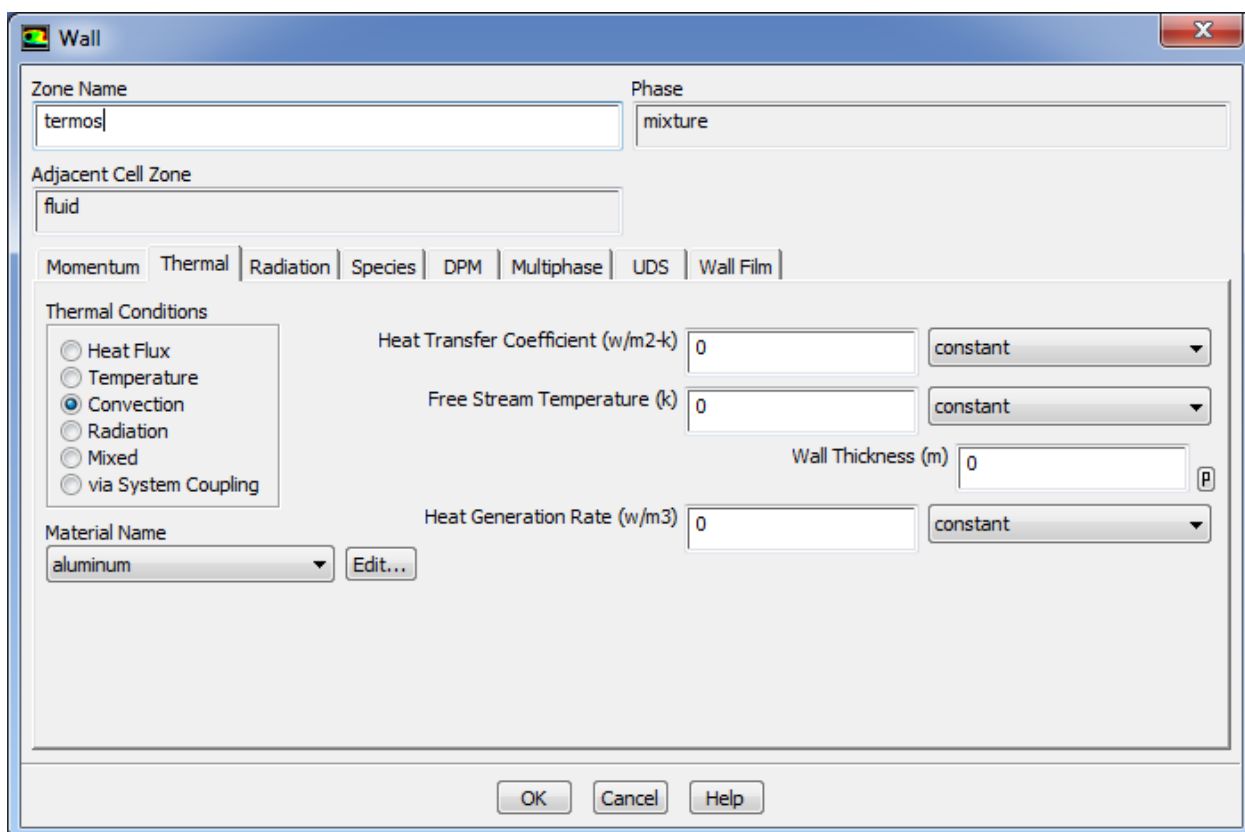 Wall
Zone Name
Phase
termos
mixture
Adjacent Cell Zone
fluid
Momentum Thermal Radiation Species DPM Multiphase UDS Wall Film
Thermal Conditions
Heat Flux
Temperature
Convection
Radiation
Mixed
via System Coupling
Material Name
aluminum
Edit...
Heat Transfer Coefficient (w/m2-k) 0 constant
Free Stream Temperature (k) 0 constant
Wall Thickness (m) 0 P
Heat Generation Rate (w/m3) 0 constant
OK Cancel Help